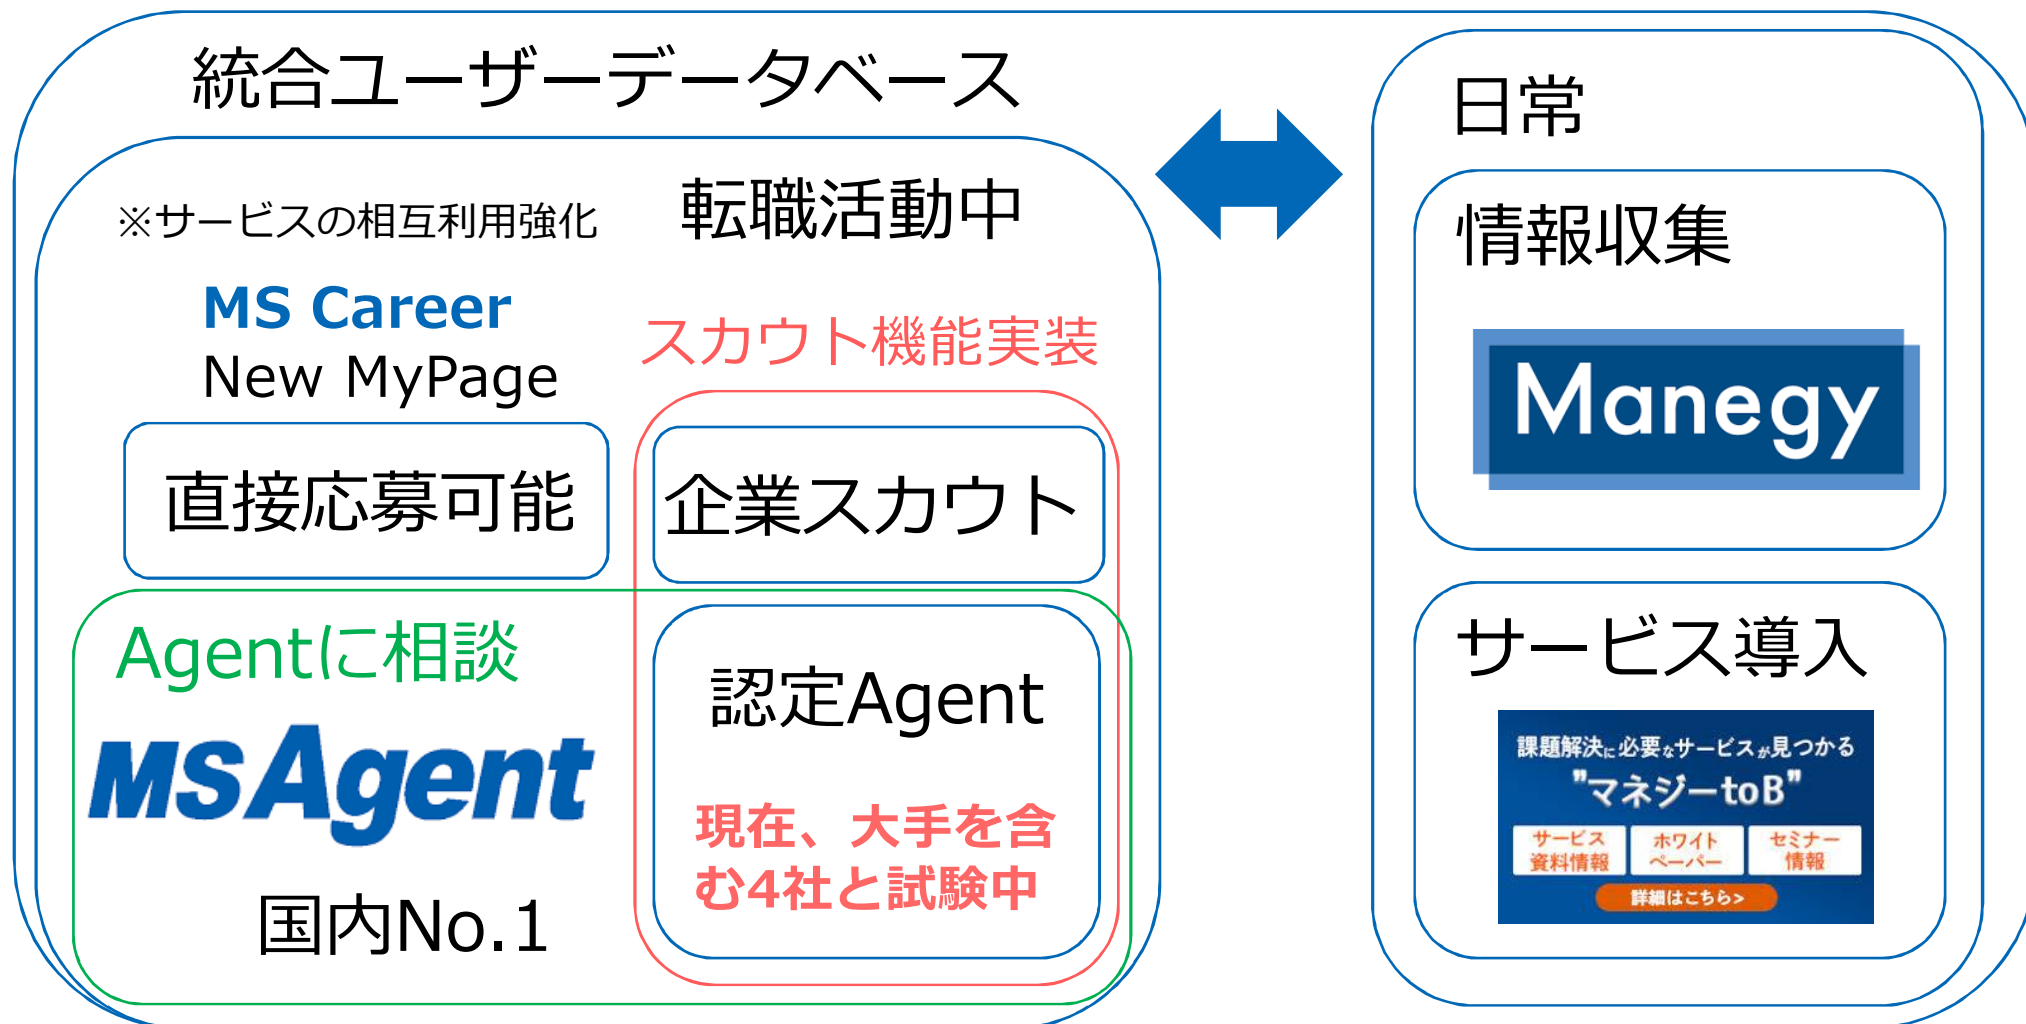 統合ユーザーデータベース
※サービスの相互利用強化
転職活動中
MS Career
New MyPage
スカウト機能実装
直接応募可能
企業スカウト
Agentに相談
MSAgent
国内No.1
認定Agent
現在、大手を含
む4社と試験中
日常
情報収集
Manegy
サービス導入
課題解決に必要なサービスが見つかる
"マネジーtoB"
サービス
資料情報
ホワイト
ペーパー
セミナー
情報
詳細はこちら>